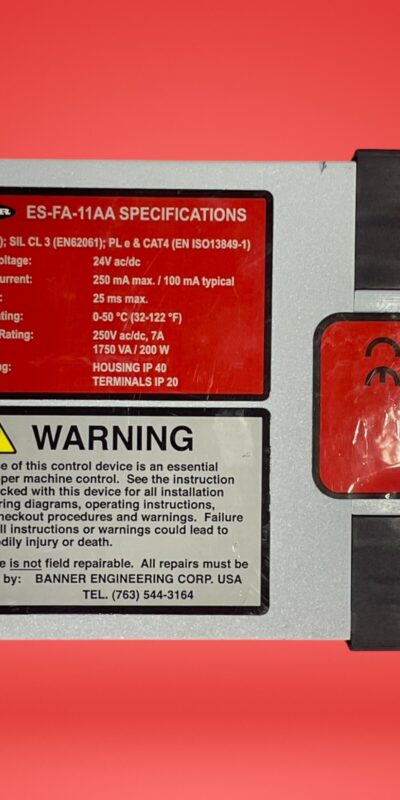 ES-FA-11AA SPECIFICATIONS
); SIL CL 3 (EN62061); PL e & CAT4 (EN ISO13849-1)
oltage: 24V ac/dc
urrent: 250 mA max. / 100 mA typical
: 25 ms max.
ating: 0-50 °C (32-122 °F)
Rating: 250V ac/dc, 7A
1750 VA / 200 W
ng: HOUSING IP 40
TERMINALS IP 20
CE
WARNING
se of this control device is an essential
per machine control. See the instruction
cked with this device for all installation
ring diagrams, operating instructions,
heckout procedures and warnings. Failure
ll instructions or warnings could lead to
odily injury or death.
e is not field repairable. All repairs must be
by: BANNER ENGINEERING CORP. USA
TEL. (763) 544-3164